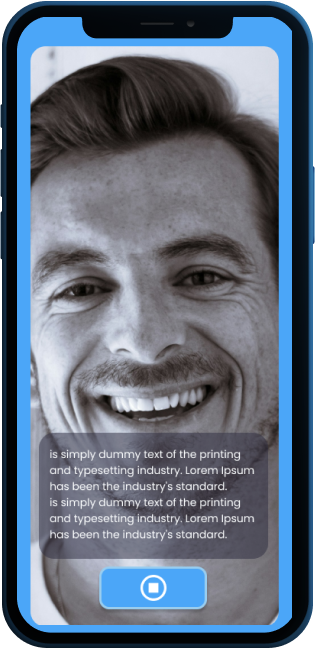 is simply dummy text of the printing
and typesetting industry. Lorem Ipsum
has been the industry's standard.
is simply dummy text of the printing
and typesetting industry. Lorem Ipsum
has been the industry's standard.